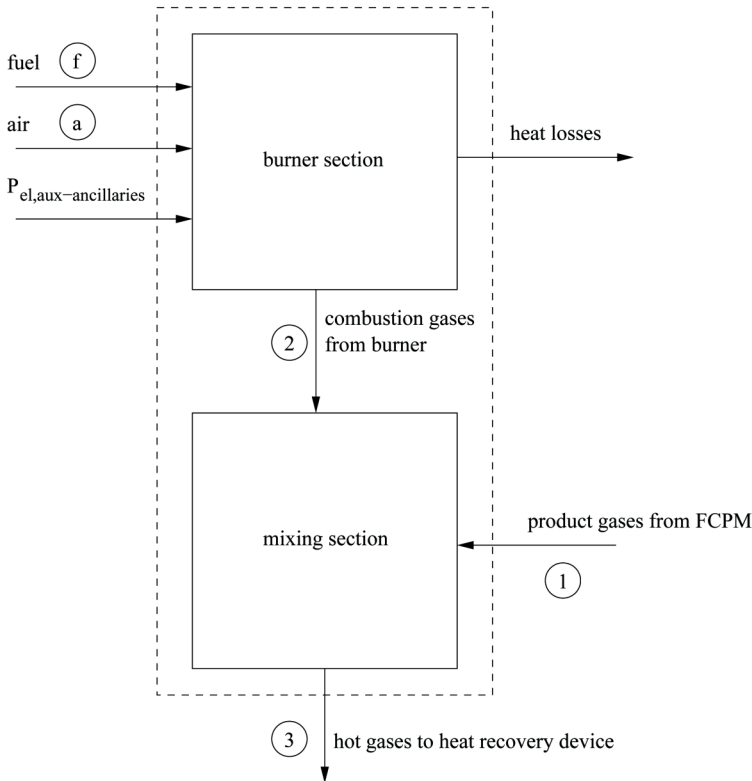 fuel f
air a
P el,aux−ancillaries
burner section
heat losses
2
combustion gases
from burner
mixing section
product gases from FCPM
1
3 hot gases to heat recovery device